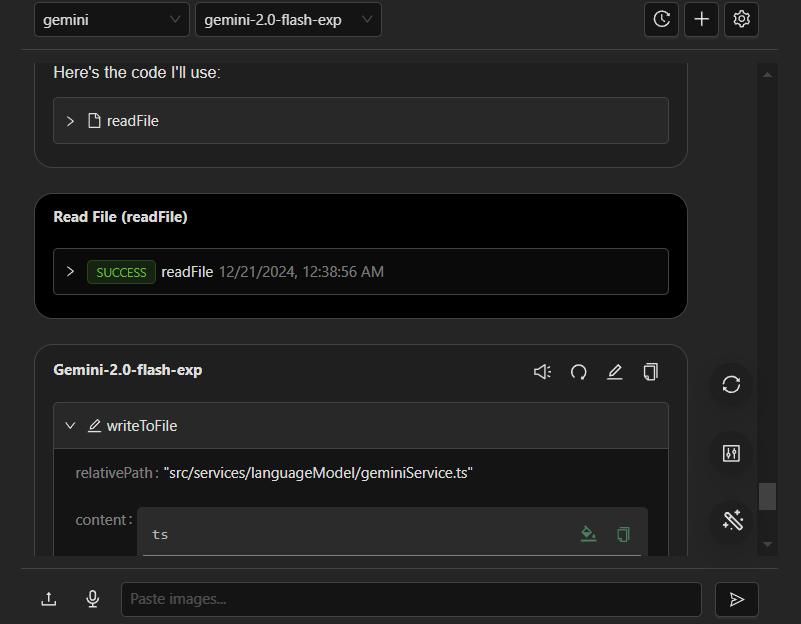 gemini
gemini-2.0-flash-exp
Here's the code I'll use:
readFile
Read File (readFile)
SUCCESS readFile 12/21/2024, 12:38:56 AM
Gemini-2.0-flash-exp
writeToFile
relativePath: "src/services/languageModel/geminiService.ts"
content:
ts
Paste images...